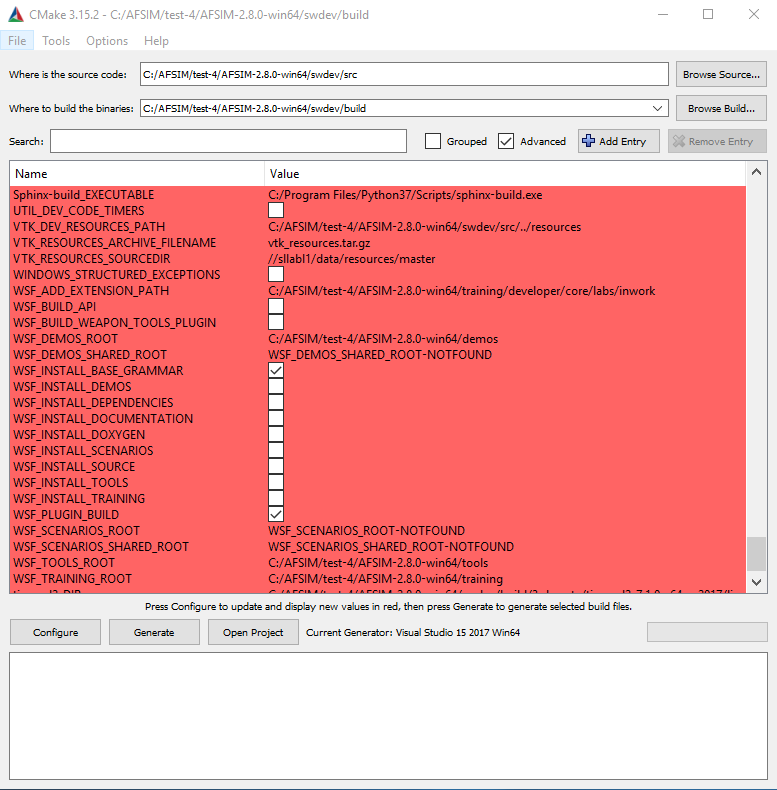 CMake 3.15.2 - C:/AFSIM/test-4/AFSIM-2.8.0-win64/swdev/build
File Tools Options Help
Where is the source code: C:/AFSIM/test-4/AFSIM-2.8.0-win64/swdev/src Browse Source...
Where to build the binaries: C:/AFSIM/test-4/AFSIM-2.8.0-win64/swdev/build Browse Build...
Search: Grouped Advanced Add Entry Remove Entry
Name Value
Sphinx-build_EXECUTABLE C:/Program Files/Python37/Scripts/sphinx-build.exe
UTIL_DEV_CODE_TIMERS
VTK_DEV_RESOURCES_PATH C:/AFSIM/test-4/AFSIM-2.8.0-win64/swdev/src/../resources
VTK_RESOURCES_ARCHIVE_FILENAME vtk_resources.tar.gz
VTK_RESOURCES_SOURCEDIR //sllabl1/data/resources/master
WINDOWS_STRUCTURED_EXCEPTIONS
WSF_ADD_EXTENSION_PATH C:/AFSIM/test-4/AFSIM-2.8.0-win64/training/developer/core/labs/inwork
WSF_BUILD_API
WSF_BUILD_WEAPON_TOOLS_PLUGIN
WSF_DEMOS_ROOT C:/AFSIM/test-4/AFSIM-2.8.0-win64/demos
WSF_DEMOS_SHARED_ROOT WSF_DEMOS_SHARED_ROOT-NOTFOUND
WSF_INSTALL_BASE_GRAMMAR
WSF_INSTALL_DEMOS
WSF_INSTALL_DEPENDENCIES
WSF_INSTALL_DOCUMENTATION
WSF_INSTALL_DOXYGEN
WSF_INSTALL_SCENARIOS
WSF_INSTALL_SOURCE
WSF_INSTALL_TOOLS
WSF_INSTALL_TRAINING
WSF_PLUGIN_BUILD
WSF_SCENARIOS_ROOT WSF_SCENARIOS_ROOT-NOTFOUND
WSF_SCENARIOS_SHARED_ROOT WSF_SCENARIOS_SHARED_ROOT-NOTFOUND
WSF_TOOLS_ROOT C:/AFSIM/test-4/AFSIM-2.8.0-win64/tools
WSF_TRAINING_ROOT C:/AFSIM/test-4/AFSIM-2.8.0-win64/training
Press Configure to update and display new values in red, then press Generate to generate selected build files.
Configure Generate Open Project Current Generator: Visual Studio 15 2017 Win64